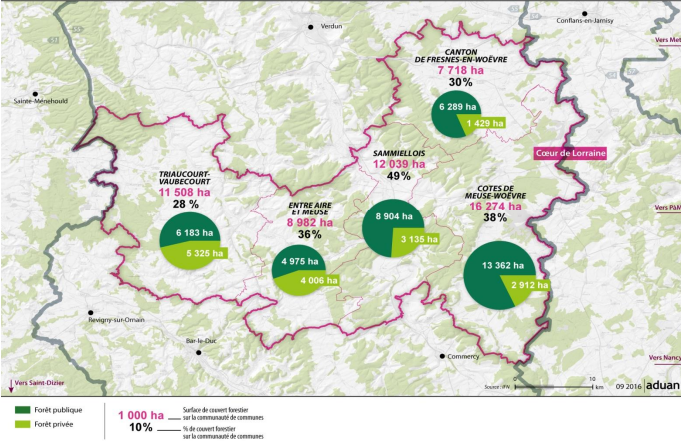 Verdun
Conflans-en-Jarnisy
Vers Met
Sainte-Ménehould
CANTON
DE FRESNES-EN-WOËVRE
7 718 ha
30%
6 289 ha
1 429 ha
SAMMIELLOIS
12 039 ha
49%
8 904 ha
3 135 ha
Cœur de Lorraine
TRIAUCOURT-
VAUBECOURT
11 508 ha
28 %
6 183 ha
5 325 ha
ENTRE AIRE
ET MEUSE
8 982 ha
36%
4 975 ha
4 006 ha
COTES DE
MEUSE-WOËVRE
16 274 ha
38%
13 362 ha
2 912 ha
Vers PàM
Revigny-sur-Ornain
Bar-le-Duc
Commercy
Vers Nancy
Vers Saint-Dizier
Source : IFN
0 10
km
09 2016 aduan
Forêt publique
Forêt privée
1 000 ha
Surface de couvert forestier
sur la communauté de communes
10%
% de couvert forestier
sur la communauté de communes